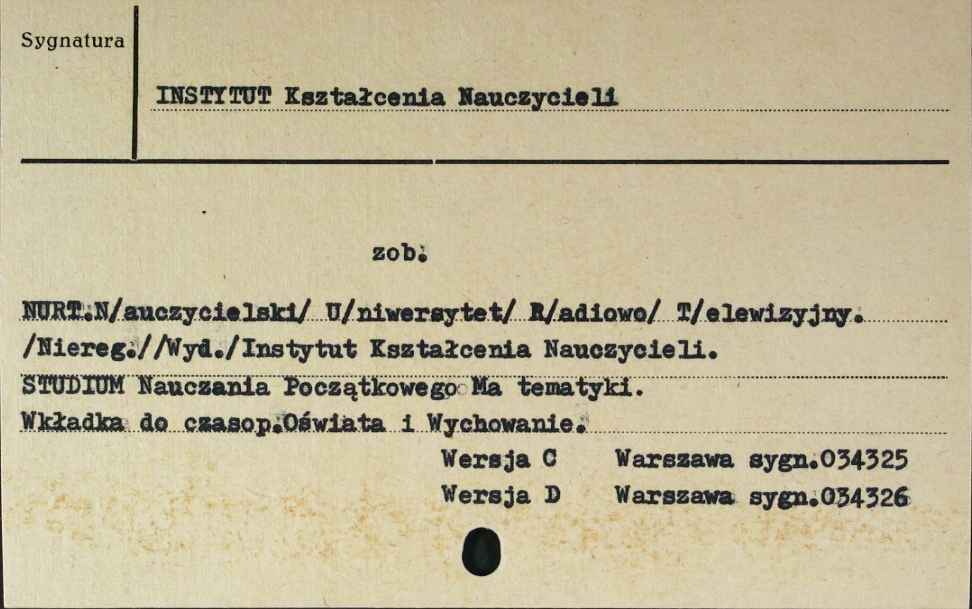 Sygnatura
INSTYTUT Kształcenia Nauczycieli
zob.
NURT.N/auczycielski/ U/niwersytet/ R/adiowo/ T/elewizyjny.
/Niereg.//Wyd./Instytut Kształcenia Nauczycieli.
STUDIUM Nauczania Początkowego Ma tematyki.
Wkładka do czasop.Oświata i Wychowanie.
Wersja C Warszawa sygn.034325
Wersja D Warszawa sygn.034326